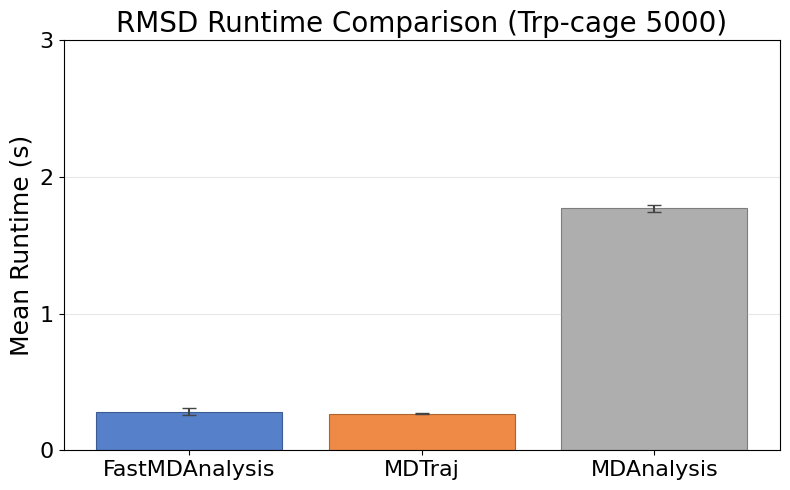 RMSD Runtime Comparison (Trp-cage 5000)
Mean Runtime (s)
3
2
1
0
FastMDAnalysis
MDTraj
MDAnalysis